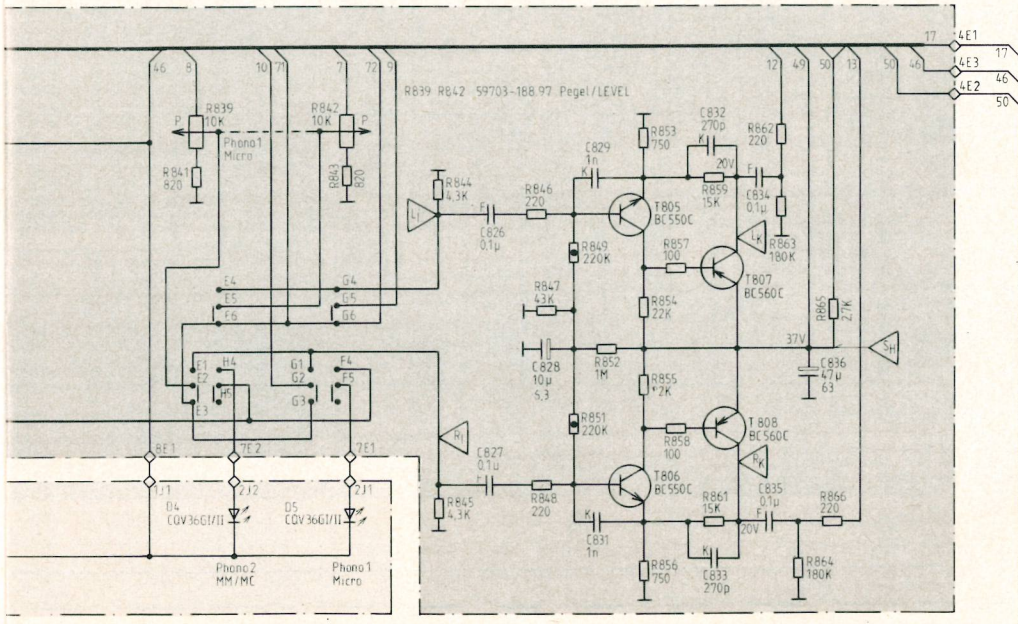 17 4E1
17
4E3
46
4E2
50
46 8 10 71 7 72 9 12 49 50 13 50 46
R839 R842 59703-188.97 Pegel/LEVEL
R839
10K
P
Phono1
Micro
R842
10K
P
R841
820
R843
820
R844
4,3K
LI
E
C826
0,1µ
R846
220
C829
1n
K
R853
750
C832
270p
K
20V
R859
15K
R862
220
F
C834
0,1µ
R863
180K
T805
BC550C
R849
220K
R857
100
LK
T807
BC560C
R847
43K
R854
22K
R865
27K
E4 G4
E5 G5
F6 G6
37V
SH
C828
10µ
6,3
R852
1M
C836
47µ
63
E1 H4 G1 F4
E2 H5 G2 F5
E3 G3
R855
22K
R851
220K
R858
100
T808
BC560C
RK
RI
8E1 7E2 7E1
1J1 2J2 2J1
C827
0,1µ
R848
220
T806
BC550C
R845
4,3K
K
C831
1n
R861
15K
C835
0,1µ
F
20V
R866
220
K
C833
270p
R856
750
R864
180K
D4
CQV36GI/II
D5
CQV36GI/II
Phono2
MM/MC
Phono1
Micro